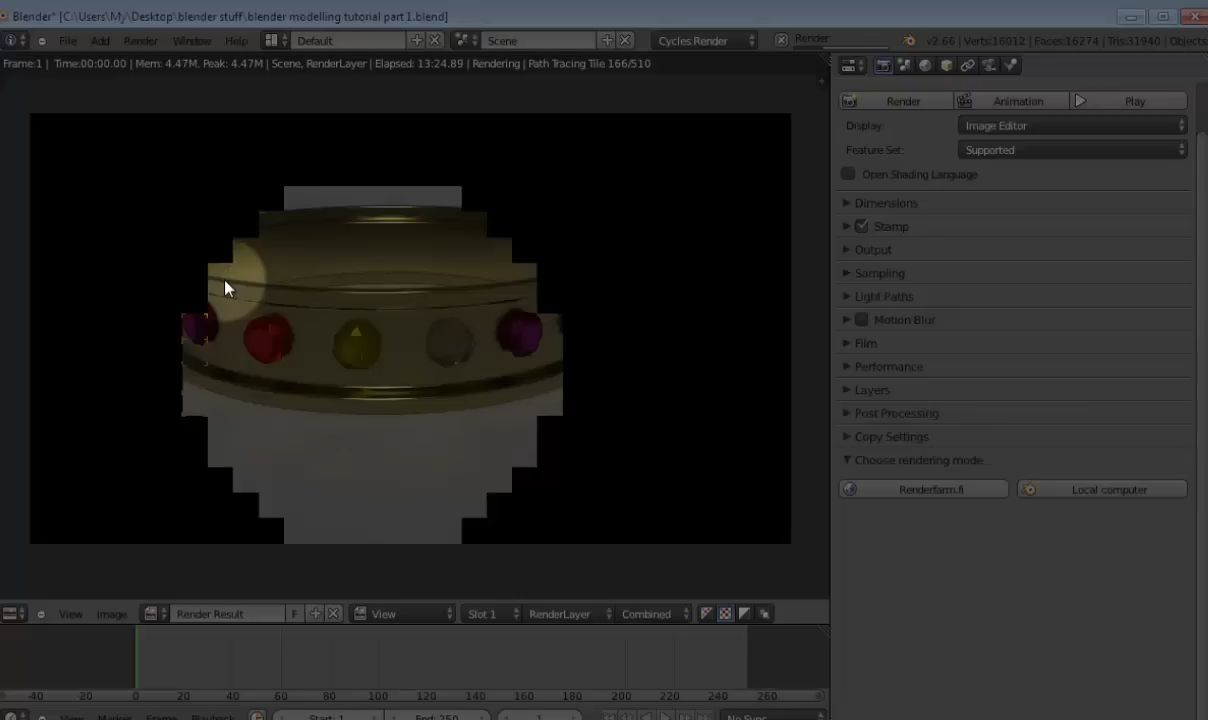 Blender* [C:\Users\My\Desktop\blender stuff\blender modelling tutorial part 1.blend]
File Add Render Window Help Default Scene Cycles Render Render v2.66 | Verts:16012 | Faces:16274 | Tris:31940 | Objects:
Frame:1 | Time:00:00.00 | Mem: 4.47M, Peak: 4.47M | Scene, RenderLayer | Elapsed: 13:24.89 | Rendering | Path Tracing Tile 166/510
Render Animation Play
Display: Image Editor
Feature Set: Supported
Open Shading Language
Dimensions
Stamp
Output
Sampling
Light Paths
Motion Blur
Film
Performance
Layers
Post Processing
Copy Settings
Choose rendering mode
Renderfarm.fi Local computer
View Image Render Result F View Slot 1 RenderLayer Combined
-40 -20 0 20 40 60 80 100 120 140 160 180 200 220 240 260
View Marker Frame Playback Start: 1 End: 250 1 No Sync